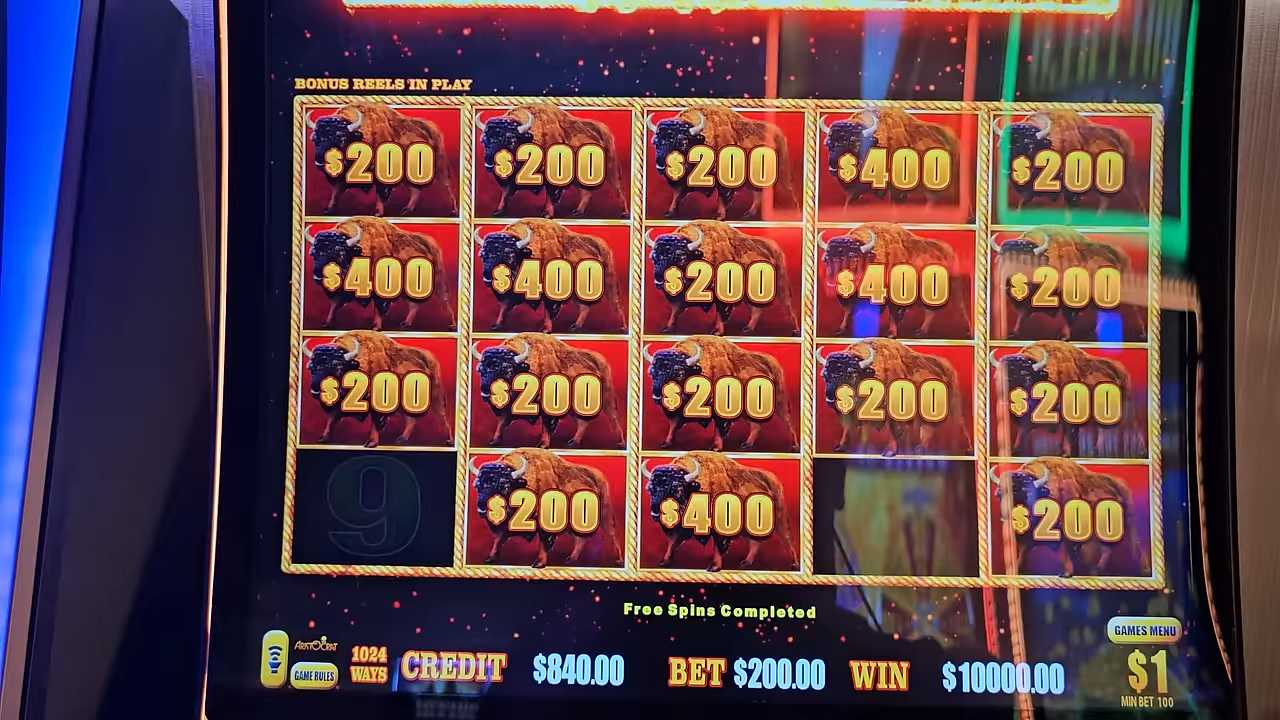 BONUS REELS IN PLAY
$200 $200 $200 $400 $200
$400 $400 $200 $400 $200
$200 $200 $200 $200 $200
9 $200 $400 $200
Free Spins Completed
GAMES MENU
ARISTOCRAT
GAME RULES
1024 WAYS
CREDIT $840.00 BET $200.00 WIN $10000.00
$1
MIN BET 100